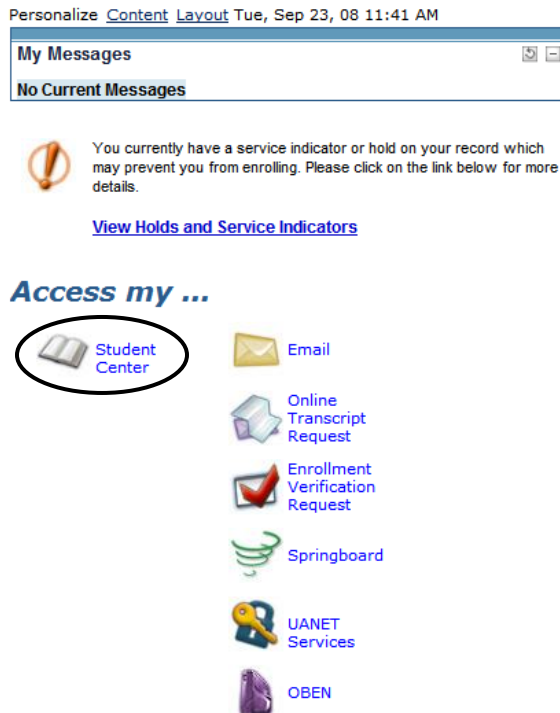 Personalize Content Layout Tue, Sep 23, 08 11:41 AM
My Messages
No Current Messages
You currently have a service indicator or hold on your record which
may prevent you from enrolling. Please click on the link below for more
details.
View Holds and Service Indicators
Access my ...
Student
Center
Email
Online
Transcript
Request
Enrollment
Verification
Request
Springboard
UANET
Services
OBEN